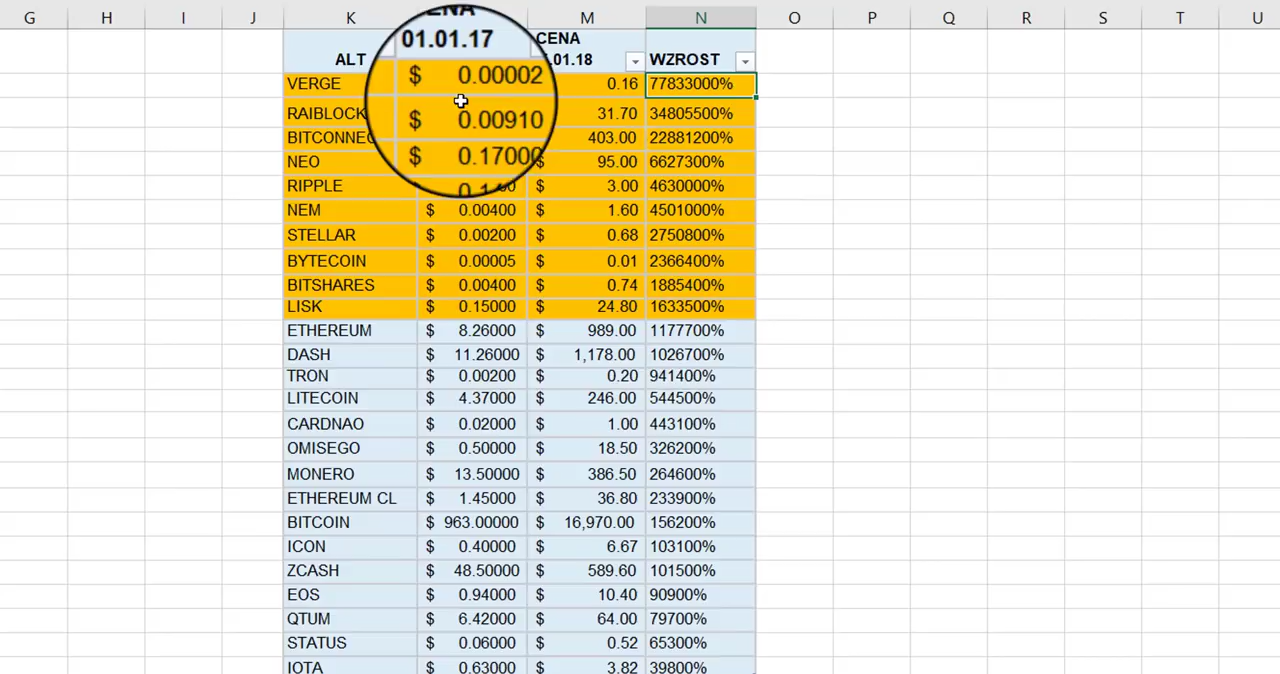 G H I J K M N O P Q R S T U
CENA CENA
01.01.17 .01.18
ALT WZROST
VERGE $ 0.00002 0.16 77833000%
RAIBLOCK $ 0.00910 31.70 34805500%
BITCONNEC $ 0.17000 403.00 22881200%
NEO $ 95.00 6627300%
RIPPLE $ 3.00 4630000%
NEM $ 0.00400 $ 1.60 4501000%
STELLAR $ 0.00200 $ 0.68 2750800%
BYTECOIN $ 0.00005 $ 0.01 2366400%
BITSHARES $ 0.00400 $ 0.74 1885400%
LISK $ 0.15000 $ 24.80 1633500%
ETHEREUM $ 8.26000 $ 989.00 1177700%
DASH $ 11.26000 $ 1,178.00 1026700%
TRON $ 0.00200 $ 0.20 941400%
LITECOIN $ 4.37000 $ 246.00 544500%
CARDNAO $ 0.02000 $ 1.00 443100%
OMISEGO $ 0.50000 $ 18.50 326200%
MONERO $ 13.50000 $ 386.50 264600%
ETHEREUM CL $ 1.45000 $ 36.80 233900%
BITCOIN $ 963.00000 $ 16,970.00 156200%
ICON $ 0.40000 $ 6.67 103100%
ZCASH $ 48.50000 $ 589.60 101500%
EOS $ 0.94000 $ 10.40 90900%
QTUM $ 6.42000 $ 64.00 79700%
STATUS $ 0.06000 $ 0.52 65300%
IOTA $ 0.63000 $ 3.82 39800%